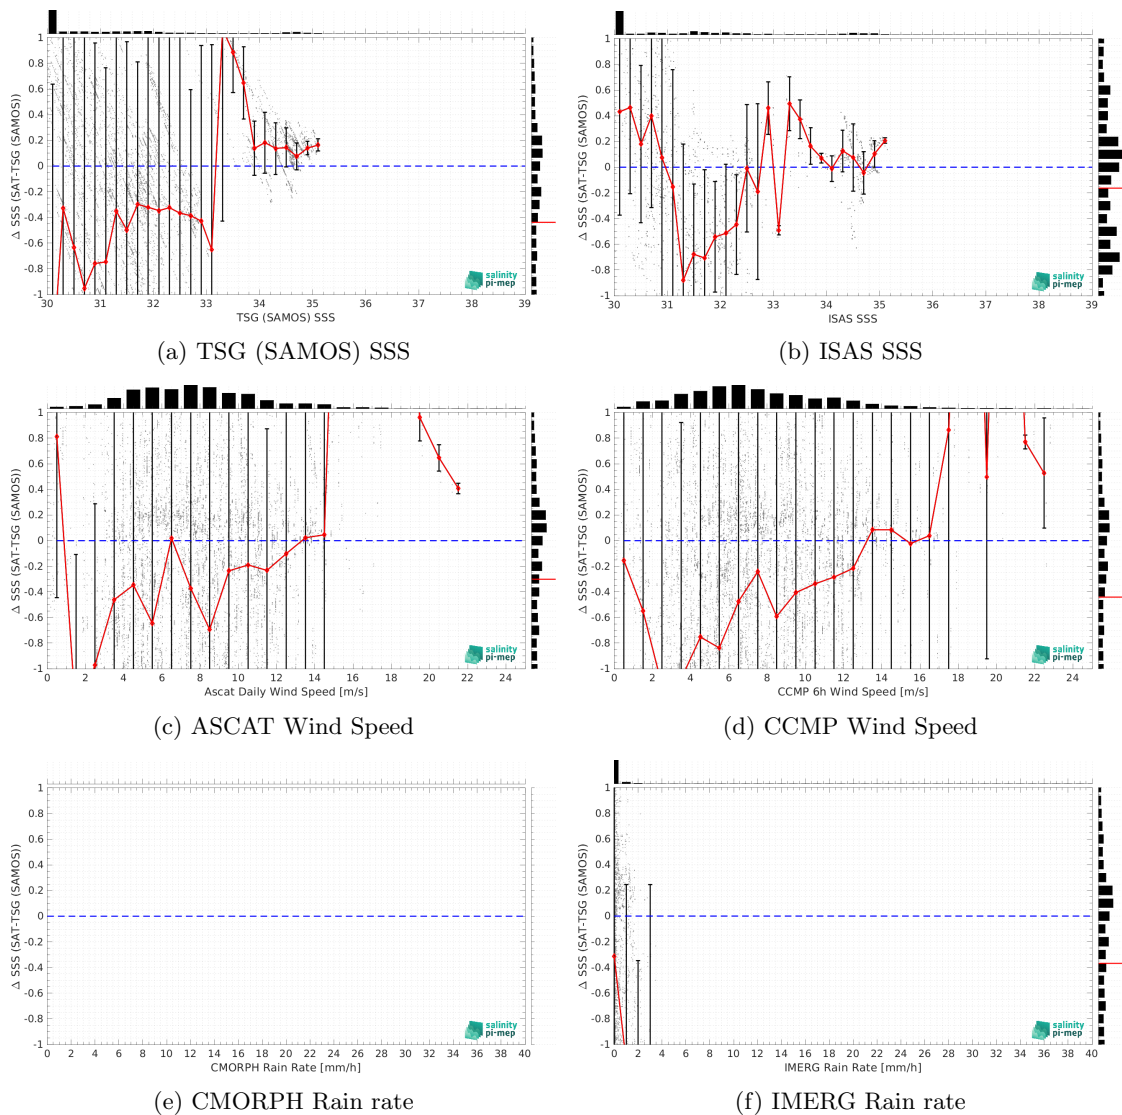 1
0.8
0.6
0.4
0.2
0
-0.2
-0.4
-0.6
-0.8
-1
Δ SSS (SAT-TSG (SAMOS))
30 31 32 33 34 35 36 37 38 39
TSG (SAMOS) SSS
salinity
pi-mep
(a) TSG (SAMOS) SSS
1
0.8
0.6
0.4
0.2
0
-0.2
-0.4
-0.6
-0.8
-1
Δ SSS (SAT-TSG (SAMOS))
30 31 32 33 34 35 36 37 38 39
ISAS SSS
salinity
pi-mep
(b) ISAS SSS
1
0.8
0.6
0.4
0.2
0
-0.2
-0.4
-0.6
-0.8
-1
Δ SSS (SAT-TSG (SAMOS))
0 2 4 6 8 10 12 14 16 18 20 22 24
Ascat Daily Wind Speed [m/s]
salinity
pi-mep
(c) ASCAT Wind Speed
1
0.8
0.6
0.4
0.2
0
-0.2
-0.4
-0.6
-0.8
-1
Δ SSS (SAT-TSG (SAMOS))
0 2 4 6 8 10 12 14 16 18 20 22 24
CCMP 6h Wind Speed [m/s]
salinity
pi-mep
(d) CCMP Wind Speed
1
0.8
0.6
0.4
0.2
0
-0.2
-0.4
-0.6
-0.8
-1
Δ SSS (SAT-TSG (SAMOS))
0 2 4 6 8 10 12 14 16 18 20 22 24 26 28 30 32 34 36 38 40
CMORPH Rain Rate [mm/h]
salinity
pi-mep
(e) CMORPH Rain rate
1
0.8
0.6
0.4
0.2
0
-0.2
-0.4
-0.6
-0.8
-1
Δ SSS (SAT-TSG (SAMOS))
0 2 4 6 8 10 12 14 16 18 20 22 24 26 28 30 32 34 36 38 40
IMERG Rain Rate [mm/h]
salinity
pi-mep
(f) IMERG Rain rate